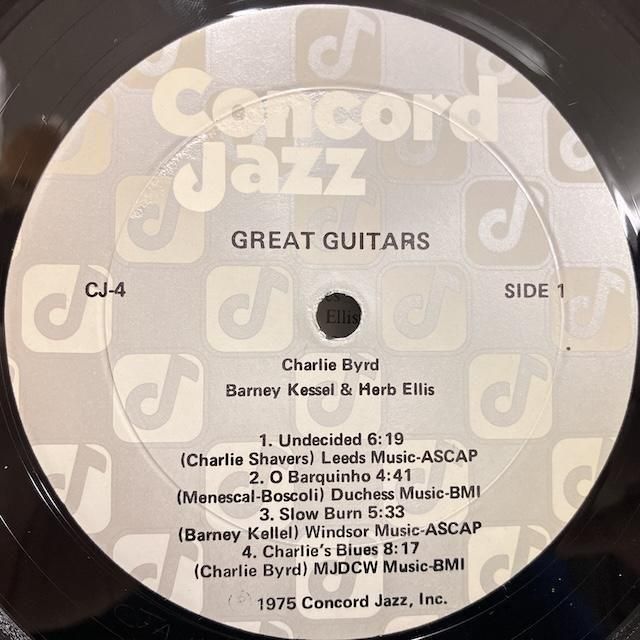 Concord
Jazz
GREAT GUITARS
CJ-4
SIDE 1
Ellis
Charlie Byrd
Barney Kessel & Herb Ellis
1. Undecided 6:19
(Charlie Shavers) Leeds Music-ASCAP
2. O Barquinho 4:41
(Menescal-Boscoli) Duchess Music-BMI
3. Slow Burn 5:33
(Barney Kellel) Windsor Music-ASCAP
4. Charlie's Blues 8:17
(Charlie Byrd) MJDCW Music-BMI
℗ 1975 Concord Jazz, Inc.